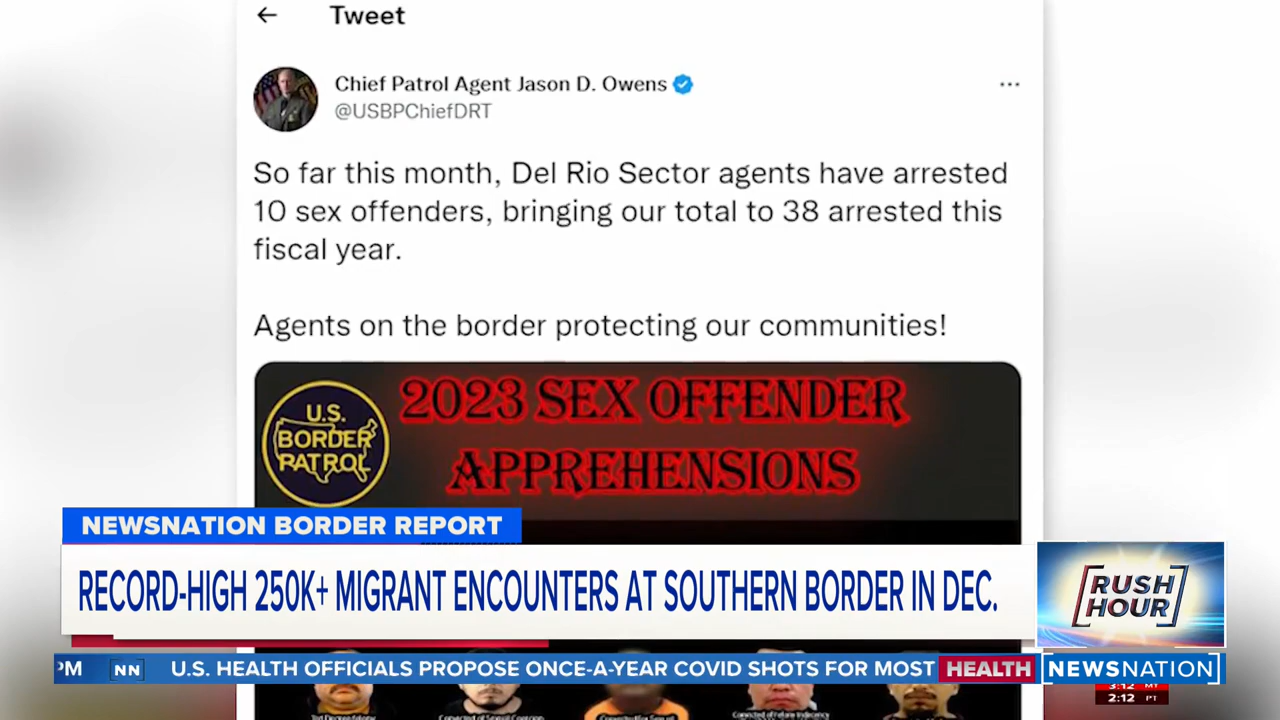 Tweet
Chief Patrol Agent Jason D. Owens
@USBPChiefDRT
So far this month, Del Rio Sector agents have arrested
10 sex offenders, bringing our total to 38 arrested this
fiscal year.
Agents on the border protecting our communities!
U.S.
BORDER
PATROL
2023 SEX OFFENDER
APPREHENSIONS
NEWSNATION BORDER REPORT
RECORD-HIGH 250K+ MIGRANT ENCOUNTERS AT SOUTHERN BORDER IN DEC.
[RUSH
HOUR]
PM NN U.S. HEALTH OFFICIALS PROPOSE ONCE-A-YEAR COVID SHOTS FOR MOST HEALTH NEWSNATION
3:12 MT
2:12 PT